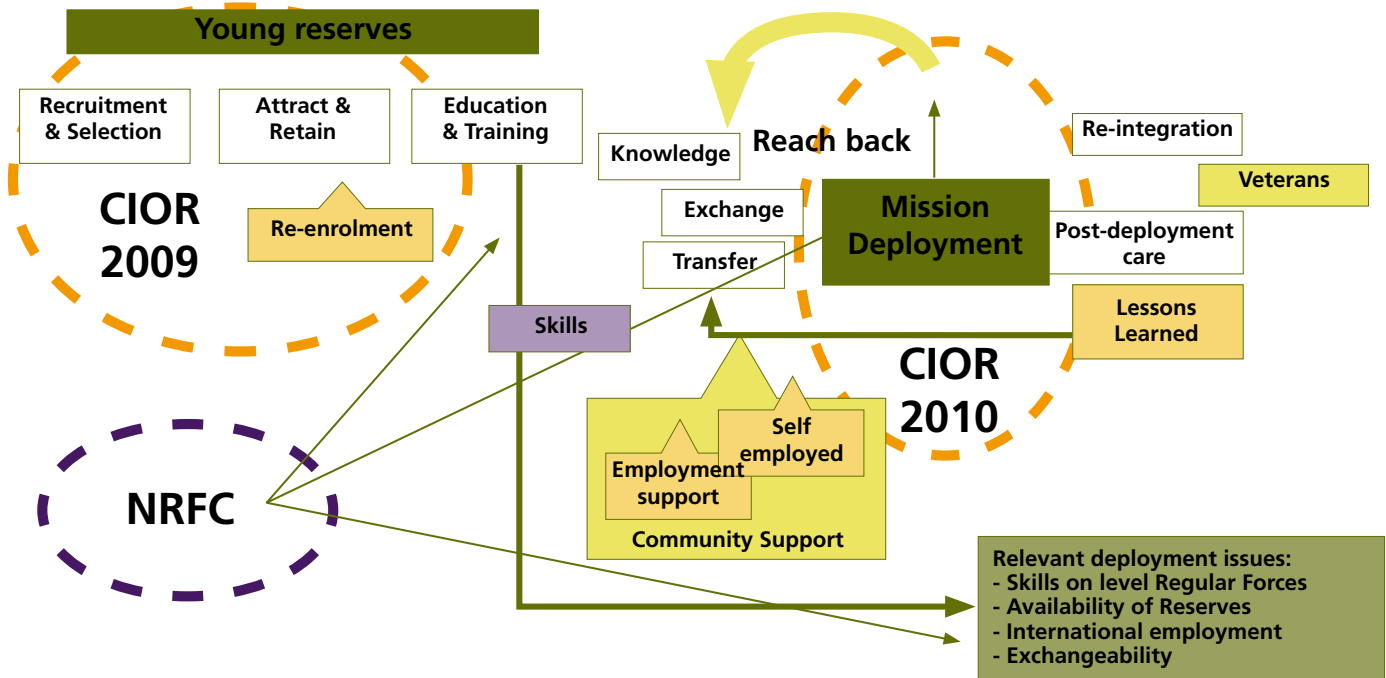 Young reserves
Recruitment
& Selection
Attract &
Retain
Education
& Training
CIOR
2009
Re-enrolment
Knowledge
Reach back
Exchange
Transfer
Mission
Deployment
Re-integration
Veterans
Post-deployment
care
Lessons
Learned
Skills
CIOR
2010
Self
employed
Employment
support
Community Support
NRFC
Relevant deployment issues:
- Skills on level Regular Forces
- Availability of Reserves
- International employment
- Exchangeability